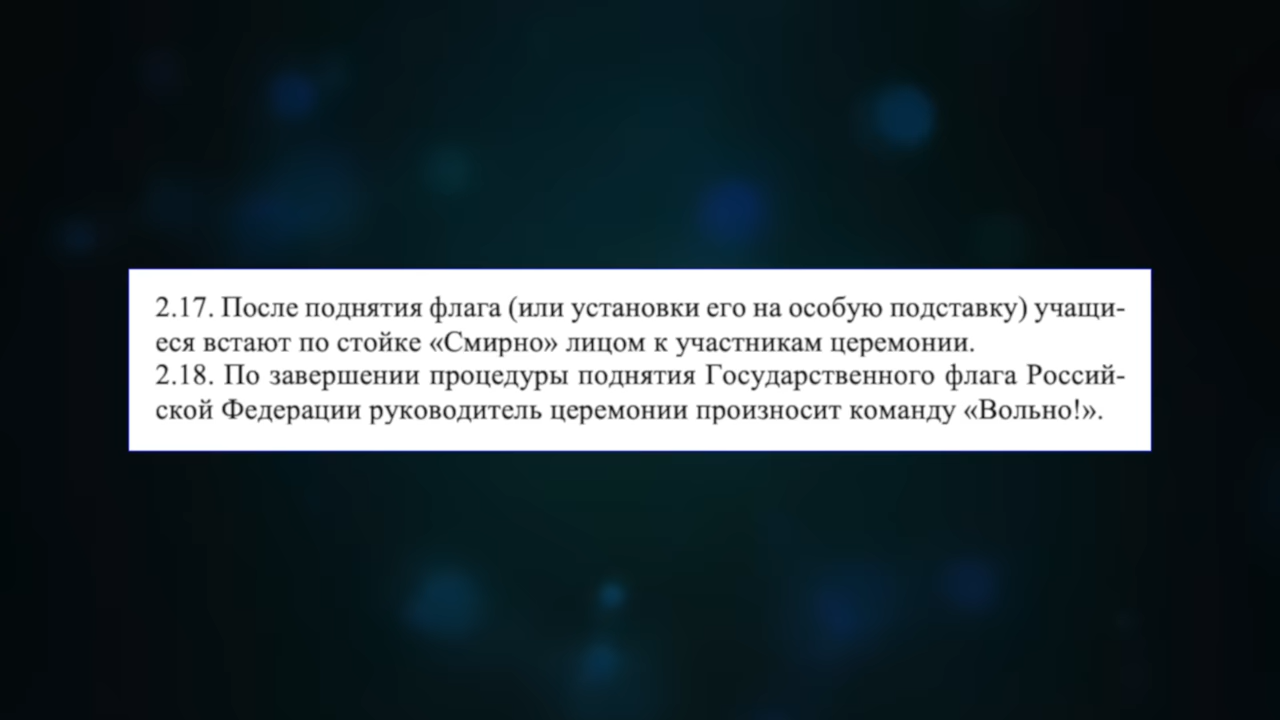 2.17. После поднятия флага (или установки его на особую подставку) учащи-
еся встают по стойке «Смирно» лицом к участникам церемонии.
2.18. По завершении процедуры поднятия Государственного флага Россий-
ской Федерации руководитель церемонии произносит команду «Вольно!».